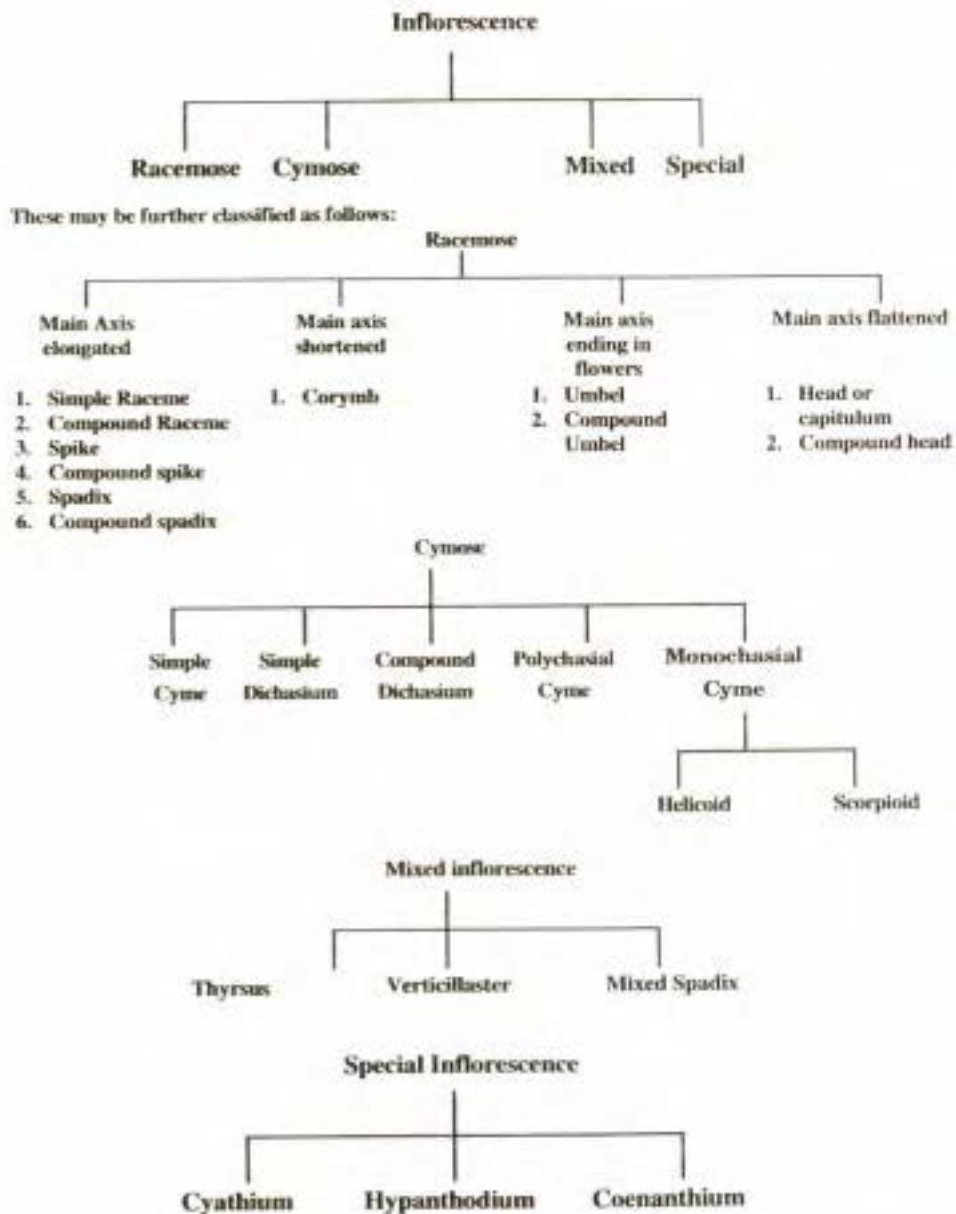 Inflorescence
Racemose Cymose Mixed Special
These may be further classified as follows:
Racemose
Main Axis
elongated
1. Simple Raceme
2. Compound Raceme
3. Spike
4. Compound spike
5. Spadix
6. Compound spadix
Main axis
shortened
1. Corymb
Main axis
ending in
flowers
1. Umbel
2. Compound
Umbel
Main axis flattened
1. Head or
capitulum
2. Compound head
Cymose
Simple
Cyme
Simple
Dichasium
Compound
Dichasium
Polychasial
Cyme
Monochasial
Cyme
Helicoid Scorpioid
Mixed inflorescence
Thyrsus Verticillaster Mixed Spadix
Special Inflorescence
Cyathium Hypanthodium Coenanthium